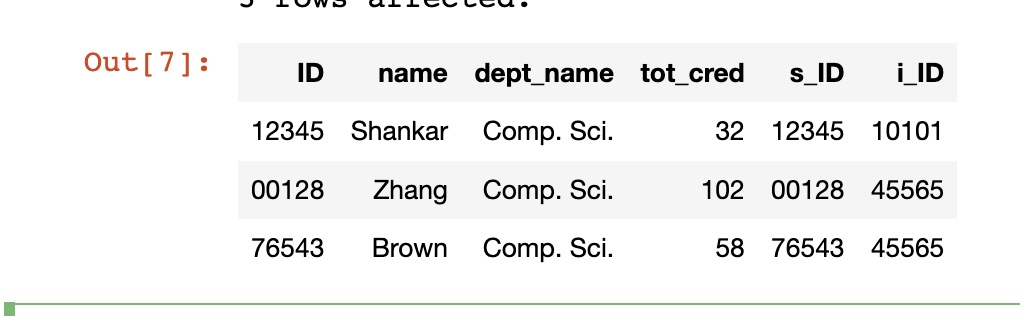 3 rows affected.
Out[7]:
ID name dept_name tot_cred s_ID i_ID
12345 Shankar Comp. Sci. 32 12345 10101
00128 Zhang Comp. Sci. 102 00128 45565
76543 Brown Comp. Sci. 58 76543 45565